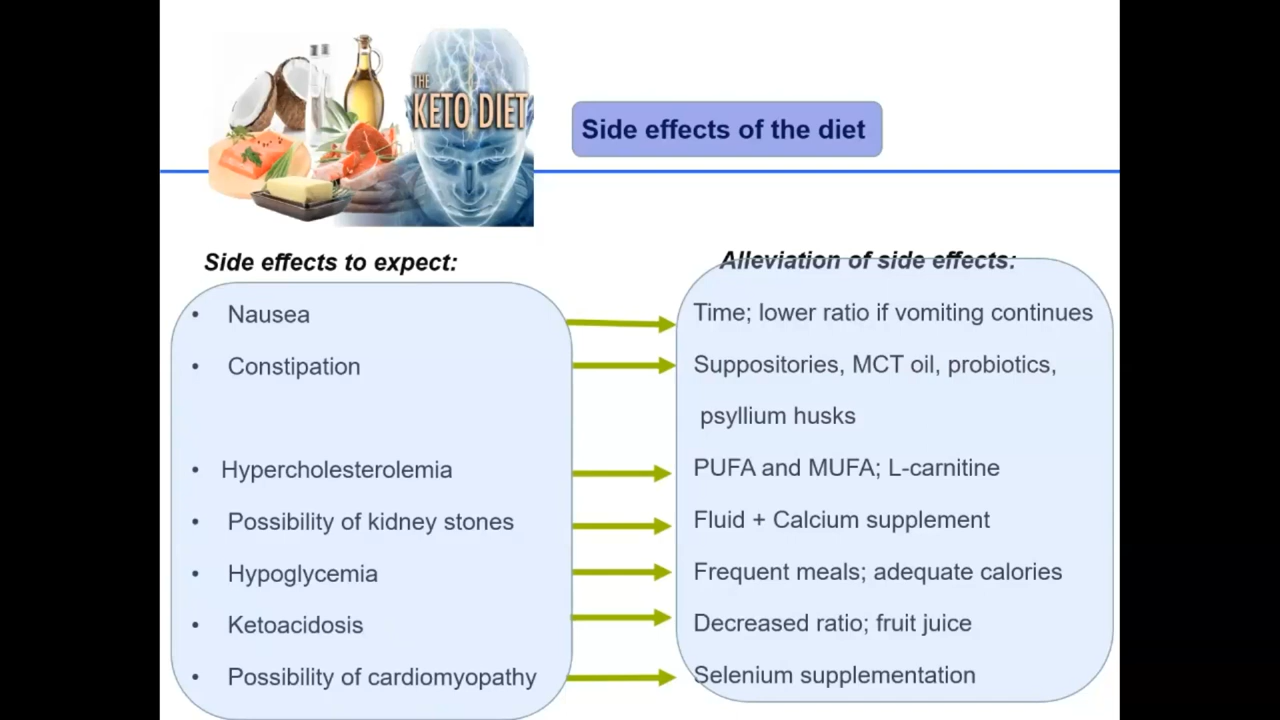 THE
KETO DIET
Side effects of the diet
Side effects to expect:
• Nausea
• Constipation
• Hypercholesterolemia
• Possibility of kidney stones
• Hypoglycemia
• Ketoacidosis
• Possibility of cardiomyopathy
Alleviation of side effects:
Time; lower ratio if vomiting continues
Suppositories, MCT oil, probiotics,
psyllium husks
PUFA and MUFA; L-carnitine
Fluid + Calcium supplement
Frequent meals; adequate calories
Decreased ratio; fruit juice
Selenium supplementation